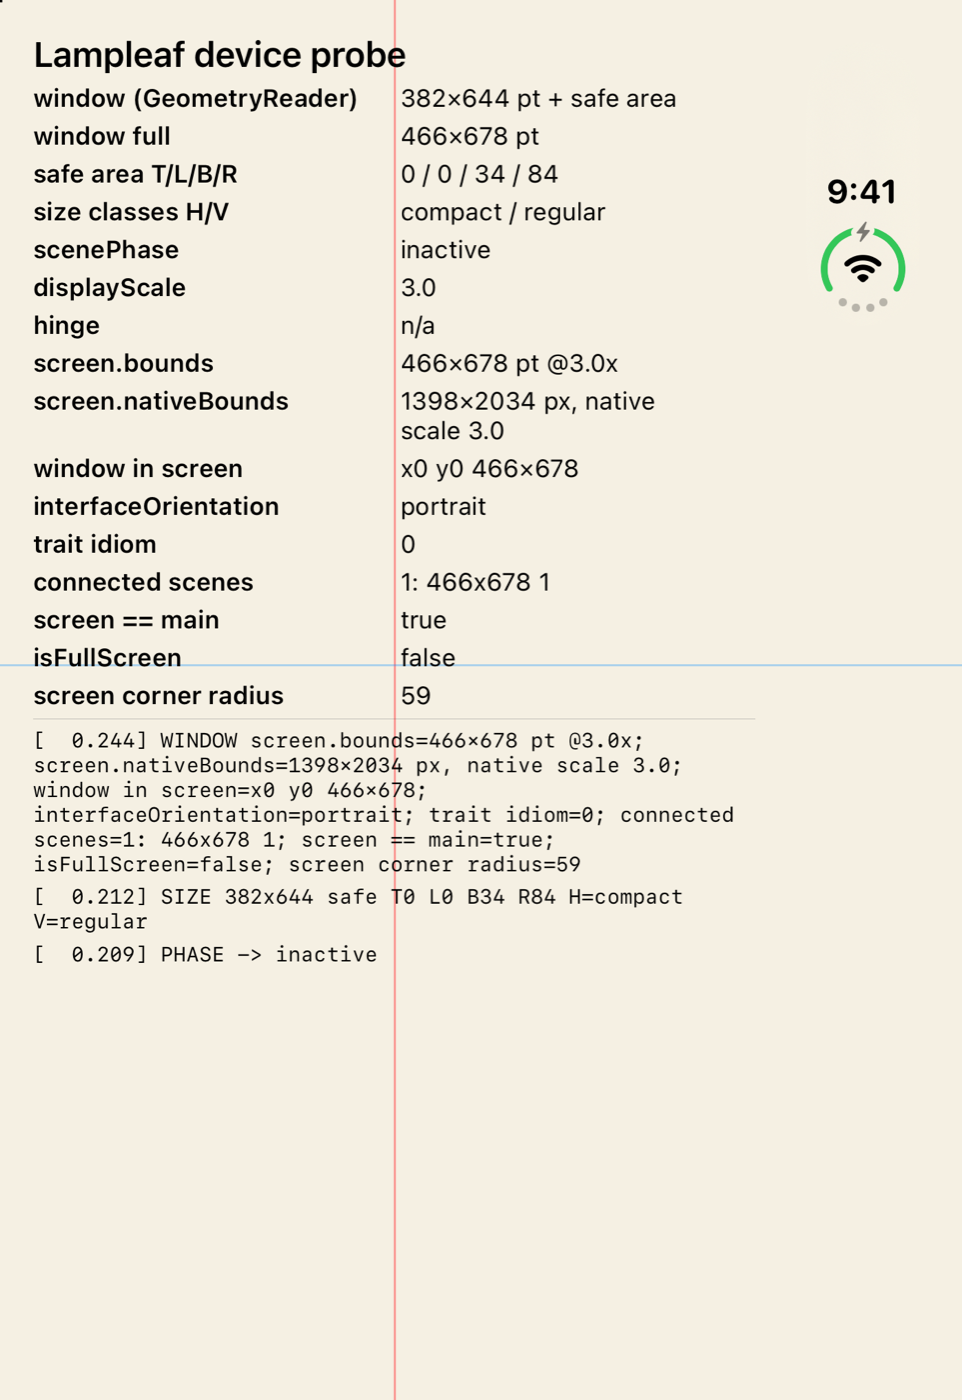 Lampleaf device probe
window (GeometryReader) 382×644 pt + safe area
window full 466×678 pt
safe area T/L/B/R 0 / 0 / 34 / 84
9:41
size classes H/V compact / regular
scenePhase inactive
displayScale 3.0
hinge n/a
screen.bounds 466×678 pt @3.0x
screen.nativeBounds 1398×2034 px, native
scale 3.0
window in screen x0 y0 466×678
interfaceOrientation portrait
trait idiom 0
connected scenes 1: 466x678 1
screen == main true
isFullScreen false
screen corner radius 59
[  0.244] WINDOW screen.bounds=466×678 pt @3.0x;
screen.nativeBounds=1398×2034 px, native scale 3.0;
window in screen=x0 y0 466×678;
interfaceOrientation=portrait; trait idiom=0; connected
scenes=1: 466x678 1; screen == main=true;
isFullScreen=false; screen corner radius=59
[  0.212] SIZE 382x644 safe T0 L0 B34 R84 H=compact
V=regular
[  0.209] PHASE —> inactive